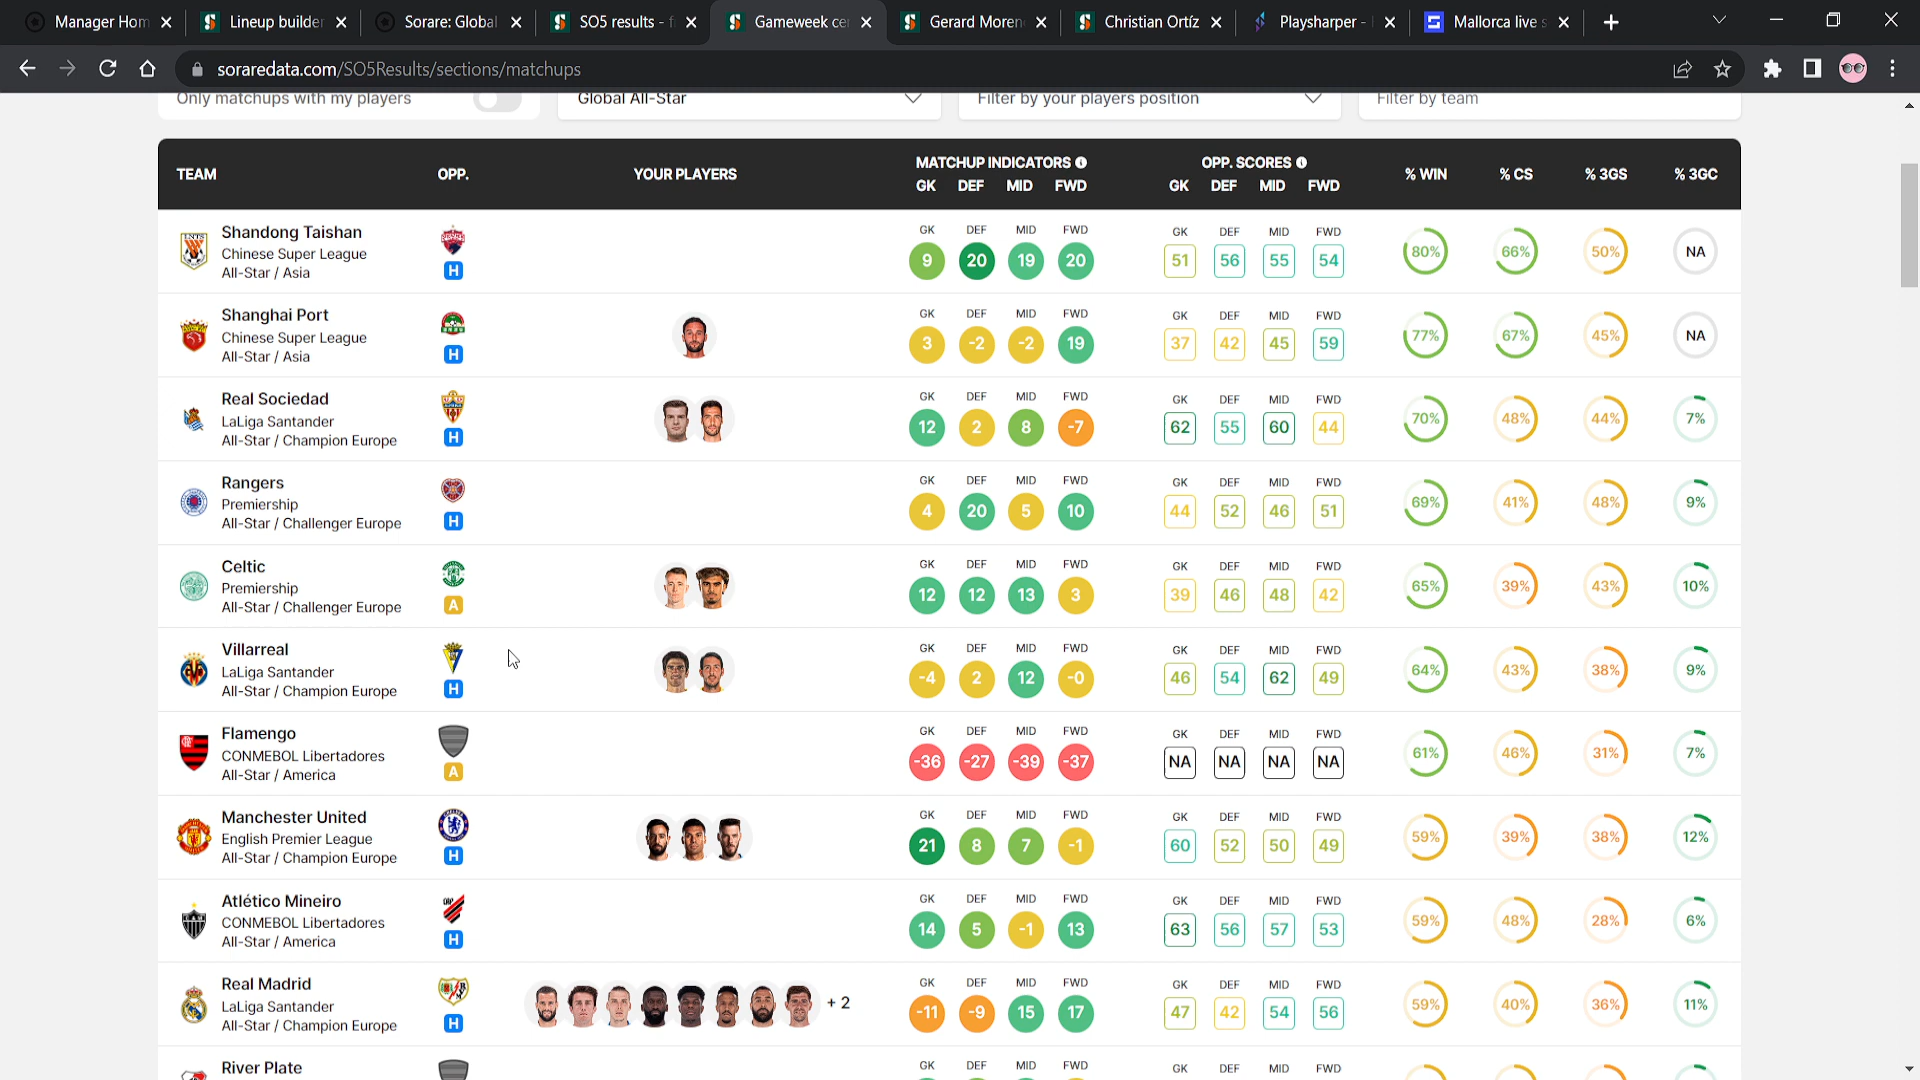 Manager Hom
Lineup builder
Sorare: Global
SO5 results - f
Gameweek ce
Gerard Moren
Christian Ortíz
Playsharper -
Mallorca live s
soraredata.com/SO5Results/sections/matchups
Only matchups with my players
Global All-Star
Filter by your players position
Filter by team
TEAM OPP. YOUR PLAYERS MATCHUP INDICATORS OPP. SCORES % WIN % CS % 3GS % 3GC
GK DEF MID FWD GK DEF MID FWD
Shandong Taishan
Chinese Super League
All-Star / Asia
H
GK DEF MID FWD GK DEF MID FWD
9 20 19 20 51 56 55 54 80% 66% 50% NA
Shanghai Port
Chinese Super League
All-Star / Asia
H
GK DEF MID FWD GK DEF MID FWD
3 -2 -2 19 37 42 45 59 77% 67% 45% NA
Real Sociedad
LaLiga Santander
All-Star / Champion Europe
H
GK DEF MID FWD GK DEF MID FWD
12 2 8 -7 62 55 60 44 70% 48% 44% 7%
Rangers
Premiership
All-Star / Challenger Europe
H
GK DEF MID FWD GK DEF MID FWD
4 20 5 10 44 52 46 51 69% 41% 48% 9%
Celtic
Premiership
All-Star / Challenger Europe
A
GK DEF MID FWD GK DEF MID FWD
12 12 13 3 39 46 48 42 65% 39% 43% 10%
Villarreal
LaLiga Santander
All-Star / Champion Europe
H
GK DEF MID FWD GK DEF MID FWD
-4 2 12 -0 46 54 62 49 64% 43% 38% 9%
Flamengo
CONMEBOL Libertadores
All-Star / America
A
GK DEF MID FWD GK DEF MID FWD
-36 -27 -39 -37 NA NA NA NA 61% 46% 31% 7%
Manchester United
English Premier League
All-Star / Champion Europe
H
GK DEF MID FWD GK DEF MID FWD
21 8 7 -1 60 52 50 49 59% 39% 38% 12%
Atlético Mineiro
CONMEBOL Libertadores
All-Star / America
H
GK DEF MID FWD GK DEF MID FWD
14 5 -1 13 63 56 57 53 59% 48% 28% 6%
Real Madrid
LaLiga Santander
All-Star / Champion Europe
H
+ 2
GK DEF MID FWD GK DEF MID FWD
-11 -9 15 17 47 42 54 56 59% 40% 36% 11%
River Plate
GK DEF MID FWD GK DEF MID FWD